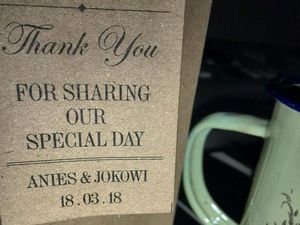 Thank You
FOR SHARING
OUR
SPECIAL DAY
ANIES & JOKOWI
18.03.18